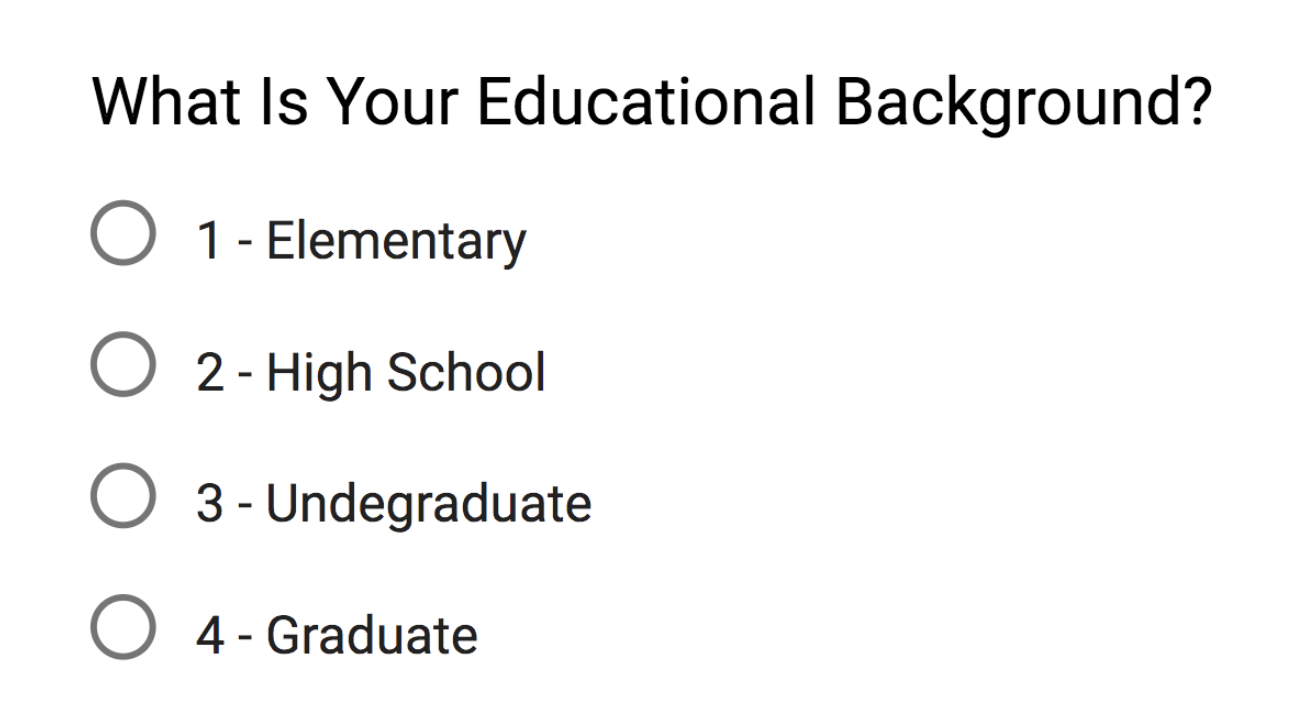 What Is Your Educational Background?
1 - Elementary
2 - High School
3 - Undegraduate
4 - Graduate